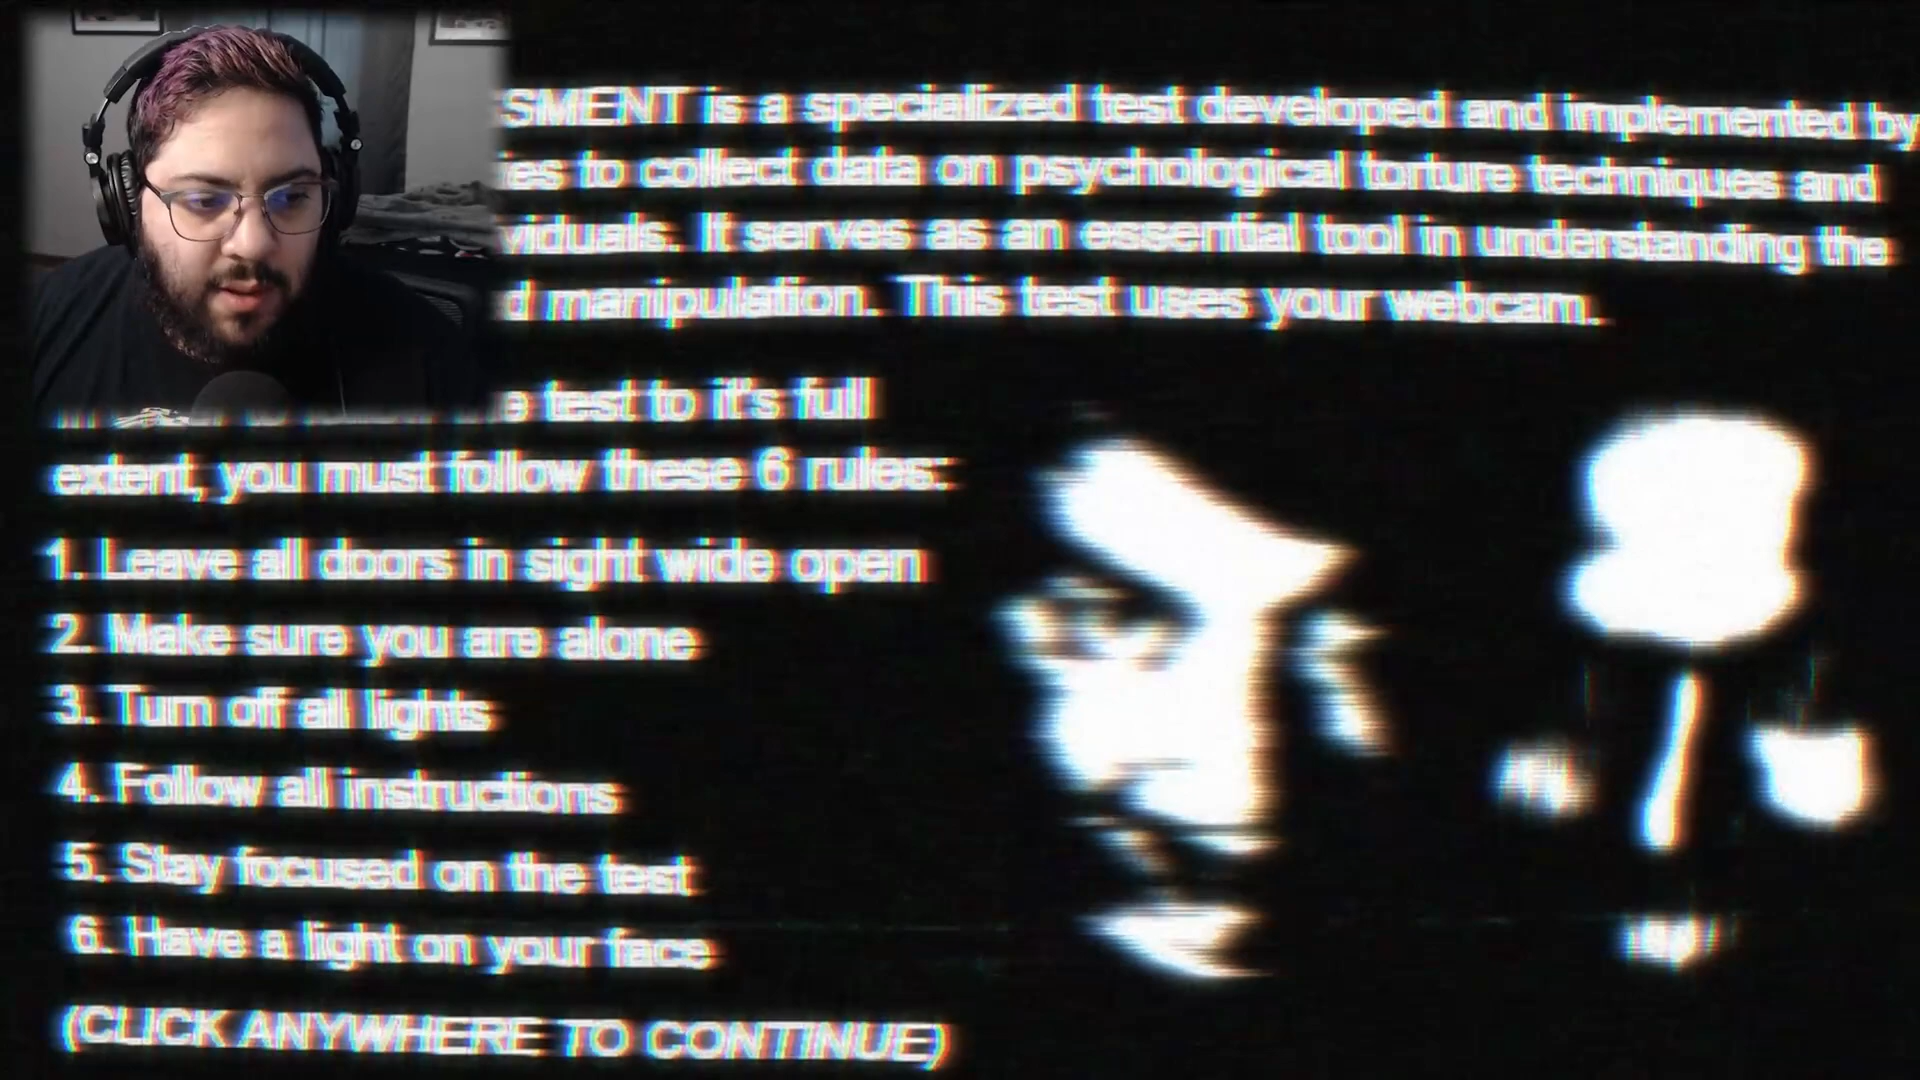 SMENT is a specialized test developed and implemented by
es to collect data on psychological torture techniques and
viduals. It serves as an essential tool in understanding the
d manipulation. This test uses your webcam.
e test to it's full
extent, you must follow these 6 rules:
1. Leave all doors in sight wide open
2. Make sure you are alone
3. Turn off all lights
4. Follow all instructions
5. Stay focused on the test
6. Have a light on your face
(CLICK ANYWHERE TO CONTINUE)